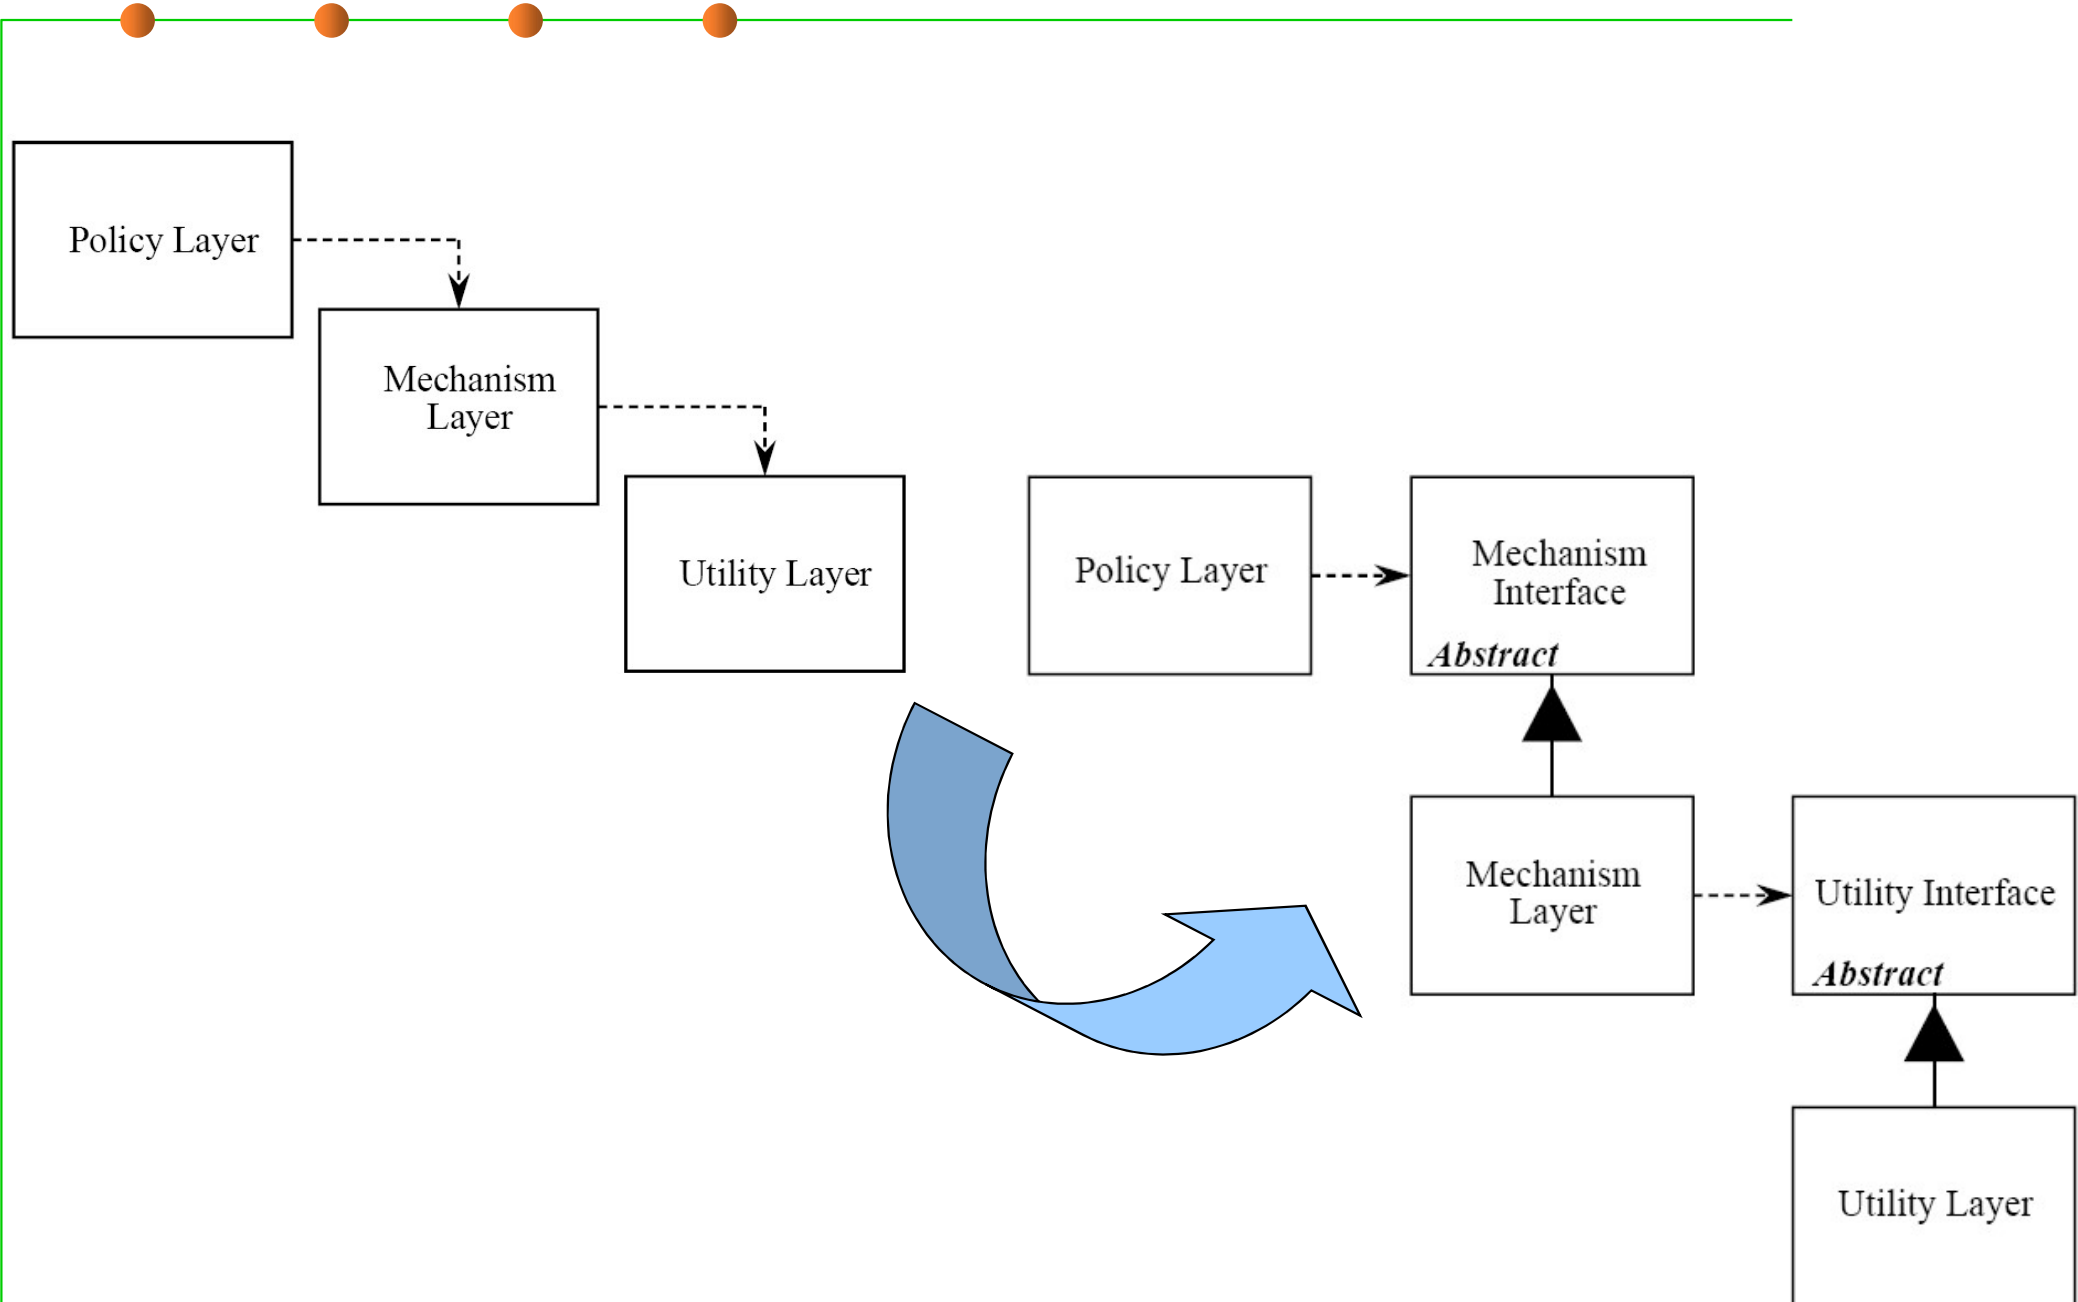 Policy Layer
Mechanism
Layer
Utility Layer
Policy Layer
Mechanism
Interface
Abstract
Mechanism
Layer
Utility Interface
Abstract
Utility Layer